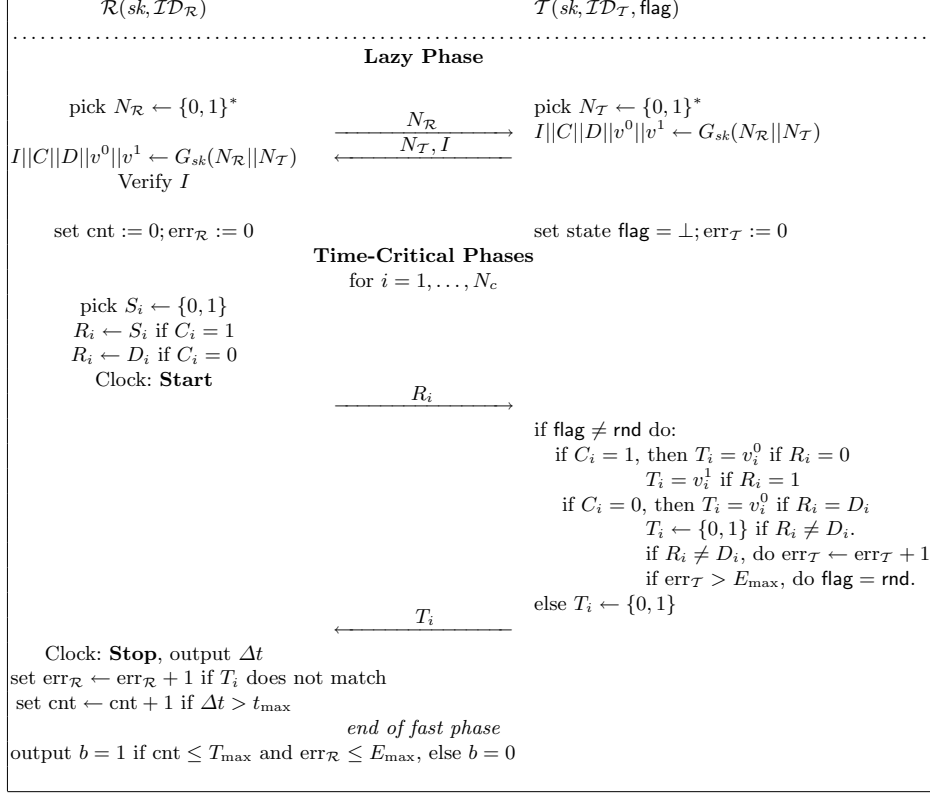 R(sk, ID_R) T(sk, ID_T, flag)
Lazy Phase
pick N_R ← {0, 1}* pick N_T ← {0, 1}*
N_R I||C||D||v^0||v^1 ← G_sk(N_R||N_T)
I||C||D||v^0||v^1 ← G_sk(N_R||N_T) N_T, I
Verify I
set cnt := 0; err_R := 0 set state flag = ⊥; err_T := 0
Time-Critical Phases
for i = 1, . . . , N_c
pick S_i ← {0, 1}
R_i ← S_i if C_i = 1
R_i ← D_i if C_i = 0
Clock: Start
R_i
if flag ≠ rnd do:
if C_i = 1, then T_i = v_i^0 if R_i = 0
T_i = v_i^1 if R_i = 1
if C_i = 0, then T_i = v_i^0 if R_i = D_i
T_i ← {0, 1} if R_i ≠ D_i.
if R_i ≠ D_i, do err_T ← err_T + 1
if err_T > E_max, do flag = rnd.
else T_i ← {0, 1}
T_i
Clock: Stop, output Δt
set err_R ← err_R + 1 if T_i does not match
set cnt ← cnt + 1 if Δt > t_max
end of fast phase
output b = 1 if cnt ≤ T_max and err_R ≤ E_max, else b = 0